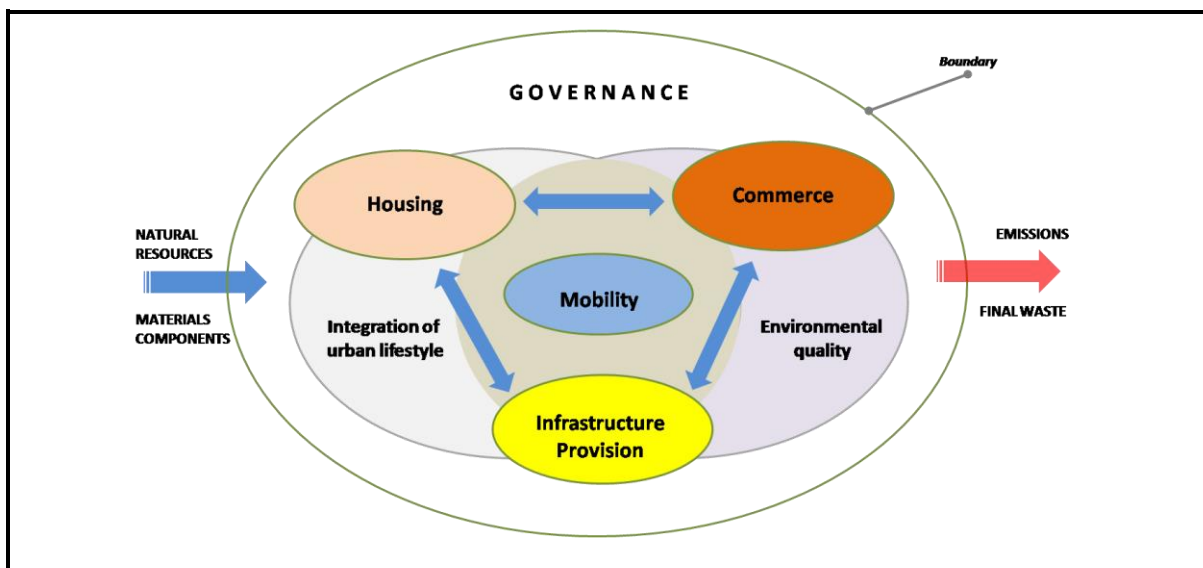 Boundary
GOVERNANCE
Housing
Commerce
NATURAL
RESOURCES
MATERIALS
COMPONENTS
Mobility
EMISSIONS
FINAL WASTE
Integration of
urban lifestyle
Environmental
quality
Infrastructure
Provision